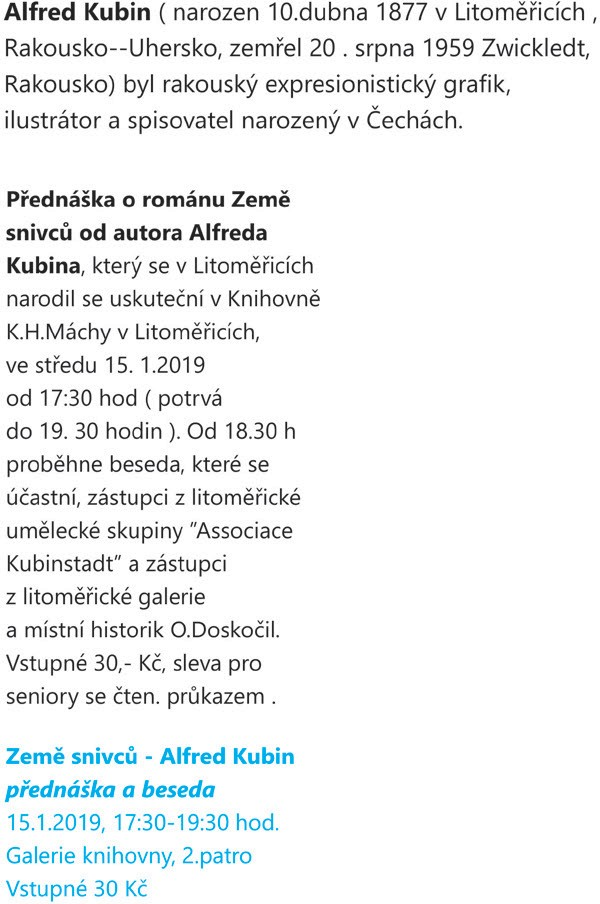 Alfred Kubin ( narozen 10.dubna 1877 v Litoměřicích ,
Rakousko--Uhersko, zemřel 20 . srpna 1959 Zwickledt,
Rakousko) byl rakouský expresionistický grafik,
ilustrátor a spisovatel narozený v Čechách.

Přednáška o románu Země
snivců od autora Alfreda
Kubina, který se v Litoměřicích
narodil se uskuteční v Knihovně
K.H.Máchy v Litoměřicích,
ve středu 15. 1.2019
od 17:30 hod ( potrvá
do 19. 30 hodin ). Od 18.30 h
proběhne beseda, které se
účastní, zástupci z litoměřické
umělecké skupiny ”Associace
Kubinstadt” a zástupci
z litoměřické galerie
a místní historik O.Doskočil.
Vstupné 30,- Kč, sleva pro
seniory se čten. průkazem .

Země snivců - Alfred Kubin
přednáška a beseda
15.1.2019, 17:30-19:30 hod.
Galerie knihovny, 2.patro
Vstupné 30 Kč